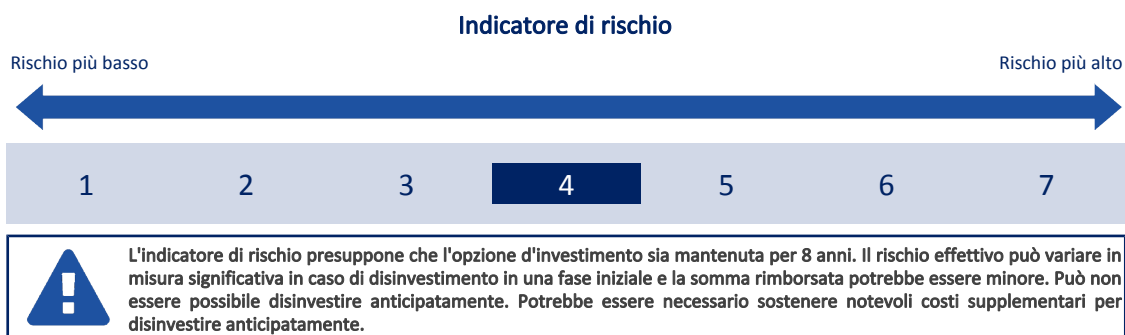 Indicatore di rischio
Rischio più basso
Rischio più alto
1 2 3 4 5 6 7
L'indicatore di rischio presuppone che l'opzione d'investimento sia mantenuta per 8 anni. Il rischio effettivo può variare in
misura significativa in caso di disinvestimento in una fase iniziale e la somma rimborsata potrebbe essere minore. Può non
essere possibile disinvestire anticipatamente. Potrebbe essere necessario sostenere notevoli costi supplementari per
disinvestire anticipatamente.